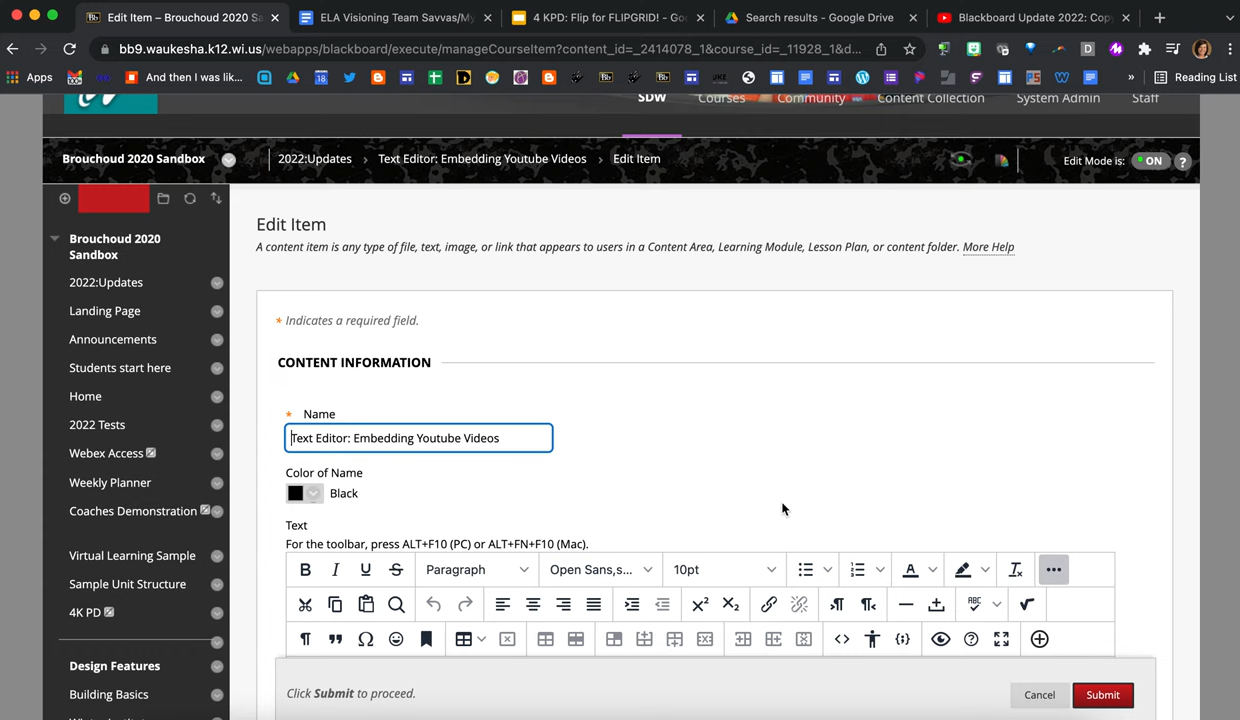 Edit Item – Brouchoud 2020 Sa
ELA Visioning Team Savvas/My
4 KPD: Flip for FLIPGRID! - Go
Search results - Google Drive
Blackboard Update 2022: Cop
bb9.waukesha.k12.wi.us/webapps/blackboard/execute/manageCourseItem?content_id=_2414078_1&course_id=_11928_1&d...
Apps
And then I was lik...
Reading List
SDW
Courses
Community
Content Collection
System Admin
Staff
Brouchoud 2020 Sandbox
2022:Updates
Text Editor: Embedding Youtube Videos
Edit Item
Edit Mode is:
ON
?
Brouchoud 2020
Sandbox
2022:Updates
Landing Page
Announcements
Students start here
Home
2022 Tests
Webex Access
Weekly Planner
Coaches Demonstration
Virtual Learning Sample
Sample Unit Structure
4K PD
Design Features
Building Basics
Edit Item
A content item is any type of file, text, image, or link that appears to users in a Content Area, Learning Module, Lesson Plan, or content folder. More Help
* Indicates a required field.
CONTENT INFORMATION
* Name
Text Editor: Embedding Youtube Videos
Color of Name
Black
Text
For the toolbar, press ALT+F10 (PC) or ALT+FN+F10 (Mac).
B I U S Paragraph Open Sans,s... 10pt
Click Submit to proceed.
Cancel
Submit